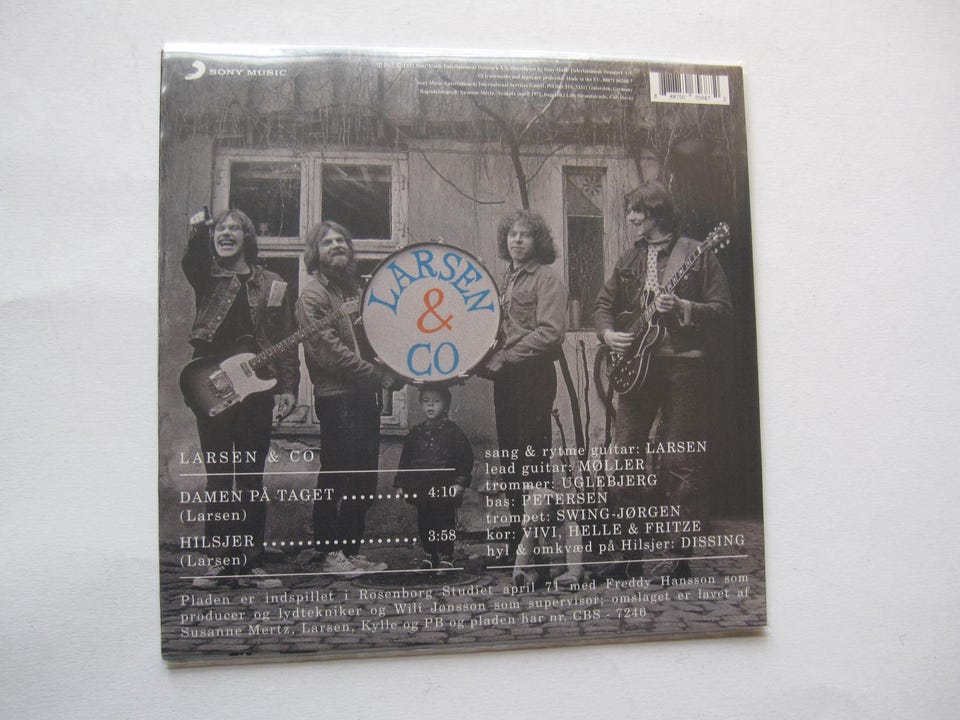 SONY MUSIC
LARSEN
&
CO
LARSEN & CO
DAMEN PÅ TAGET ......... 4:10
(Larsen)
HILSJER .................. 3:58
(Larsen)
sang & rytme guitar: LARSEN
lead guitar: MØLLER
trommer: UGLEBJERG
bas: PETERSEN
trompet: SWING-JØRGEN
kor: VIVI, HELLE & FRITZE
hyl & omkvæd på Hilsjer: DISSING
Pladen er indspillet i Rosenborg Studiet april 71 med Freddy Hansson som
producer og lydtekniker og Wili Jønsson som supervisor; omslaget er lavet af
Susanne Mertz, Larsen, Kylle og PB og pladen har nr. CBS - 7246